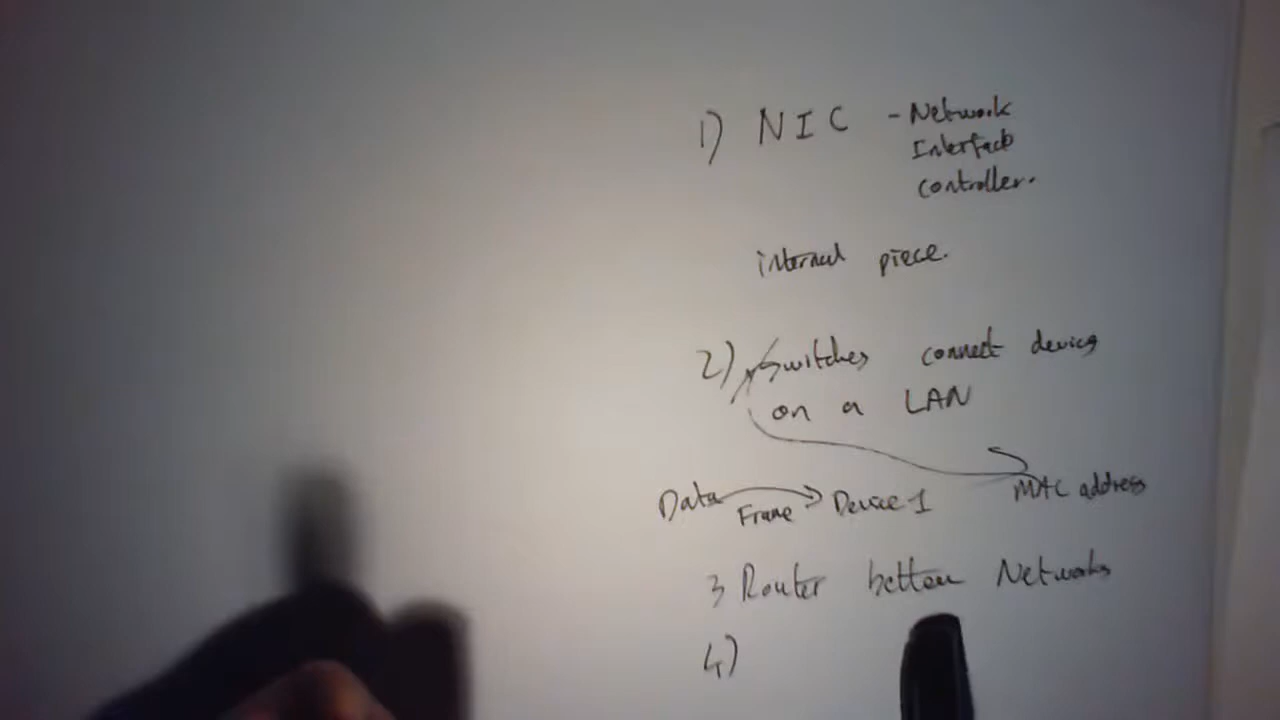 1) NIC - Network
Interface
controller.
internal piece.
2) Switches connect devices
on a LAN
Data Frame Device 1 MAC address
3 Router between Networks
4)